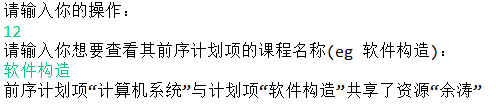 请输入你的操作：
12
请输入你想要查看其前序计划项的课程名称(eg 软件构造)：
软件构造
前序计划项“计算机系统”与计划项“软件构造”共享了资源“余涛”